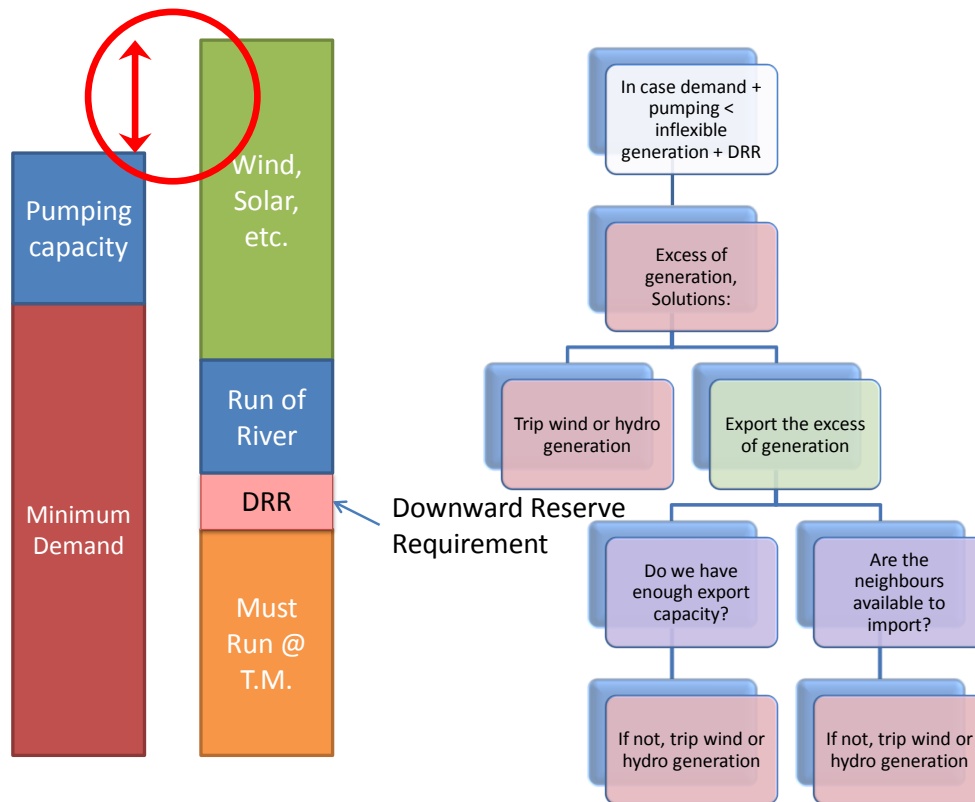 Pumping
capacity
Minimum
Demand
Wind,
Solar,
etc.
Run of
River
DRR
Must
Run @
T.M.
Downward Reserve
Requirement
In case demand +
pumping <
inflexible
generation + DRR
Excess of
generation,
Solutions:
Trip wind or hydro
generation
Export the excess
of generation
Do we have
enough export
capacity?
Are the
neighbours
available to
import?
If not, trip wind or
hydro generation
If not, trip wind or
hydro generation